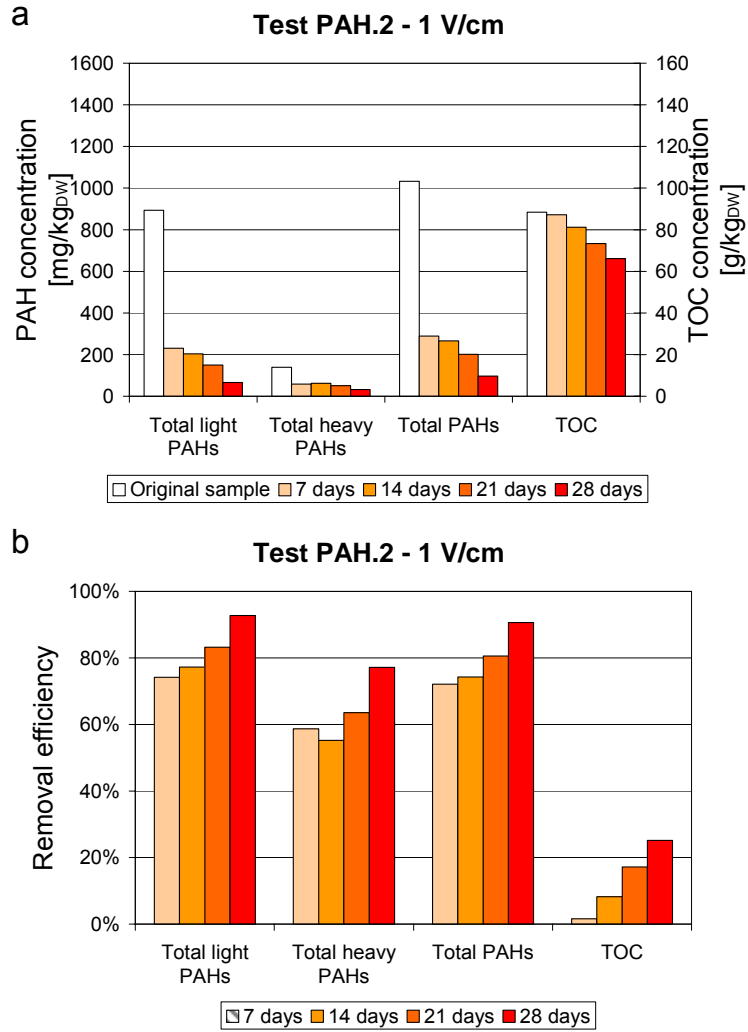 a
Test PAH.2 - 1 V/cm
PAH concentration
[mg/kgDW]
1600
1400
1200
1000
800
600
400
200
0
160
140
120
100
80
60
40
20
0
TOC concentration
[g/kgDW]
Total light
PAHs
Total heavy
PAHs
Total PAHs
TOC
Original sample 7 days 14 days 21 days 28 days
b
Test PAH.2 - 1 V/cm
Removal efficiency
100%
80%
60%
40%
20%
0%
Total light
PAHs
Total heavy
PAHs
Total PAHs
TOC
7 days 14 days 21 days 28 days